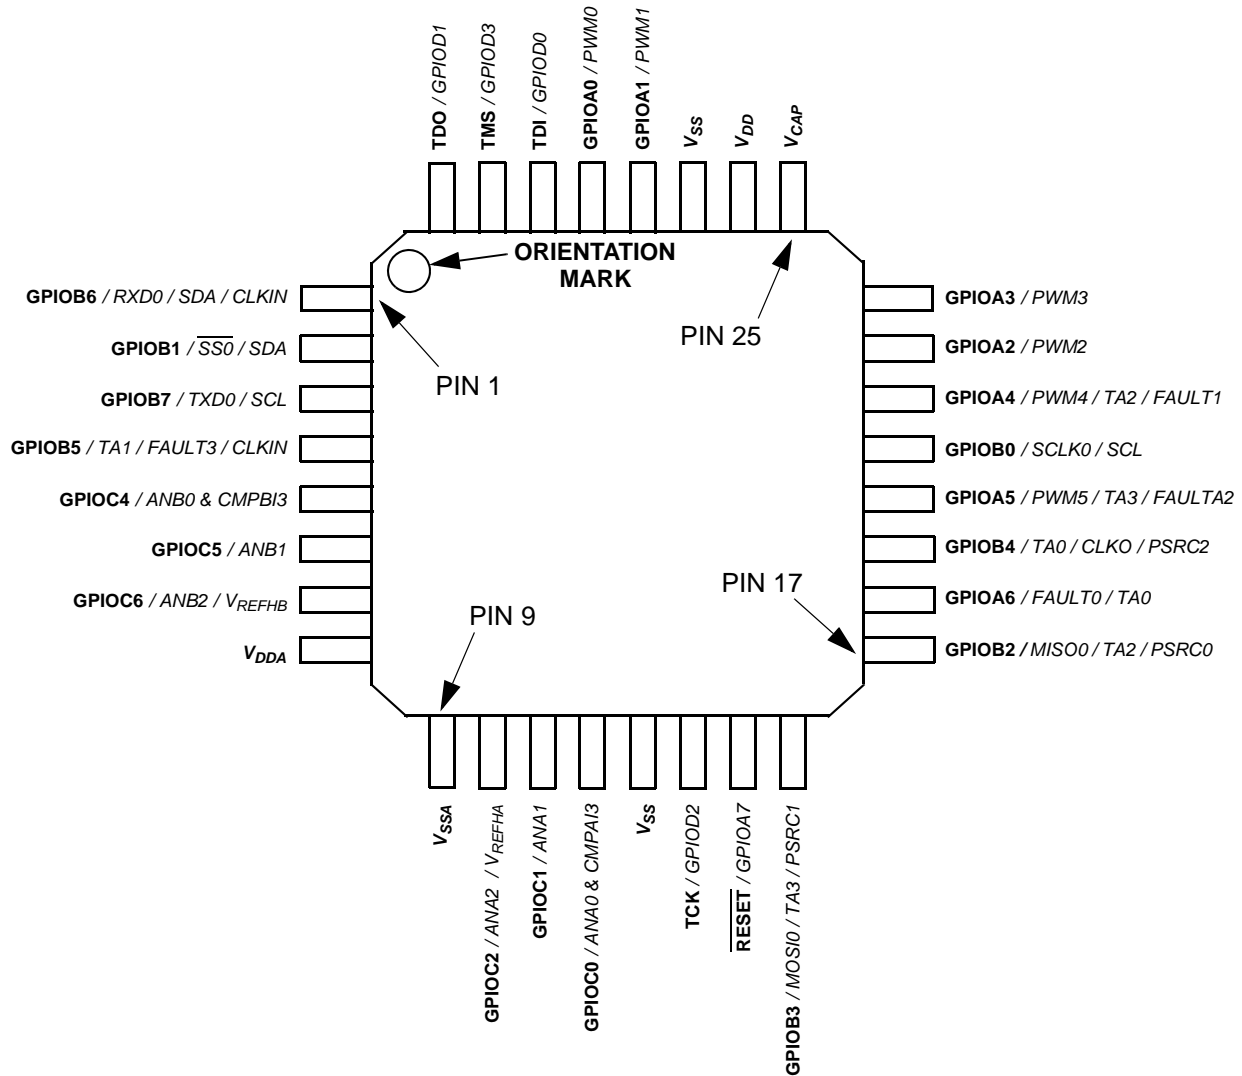 TDO / GPIOD1
TMS / GPIOD3
TDI / GPIOD0
GPIOA0 / PWM0
GPIOA1 / PWM1
VSS
VDD
VCAP
ORIENTATION
MARK
PIN 25
PIN 1
PIN 17
PIN 9
GPIOB6 / RXD0 / SDA / CLKIN
GPIOB1 / SS0 / SDA
GPIOB7 / TXD0 / SCL
GPIOB5 / TA1 / FAULT3 / CLKIN
GPIOC4 / ANB0 & CMPBI3
GPIOC5 / ANB1
GPIOC6 / ANB2 / VREFHB
VDDA
GPIOA3 / PWM3
GPIOA2 / PWM2
GPIOA4 / PWM4 / TA2 / FAULT1
GPIOB0 / SCLK0 / SCL
GPIOA5 / PWM5 / TA3 / FAULTA2
GPIOB4 / TA0 / CLKO / PSRC2
GPIOA6 / FAULT0 / TA0
GPIOB2 / MISO0 / TA2 / PSRC0
VSSA
GPIOC2 / ANA2 / VREFHA
GPIOC1 / ANA1
GPIOC0 / ANA0 & CMPAI3
VSS
TCK / GPIOD2
RESET / GPIOA7
GPIOB3 / MOSI0 / TA3 / PSRC1